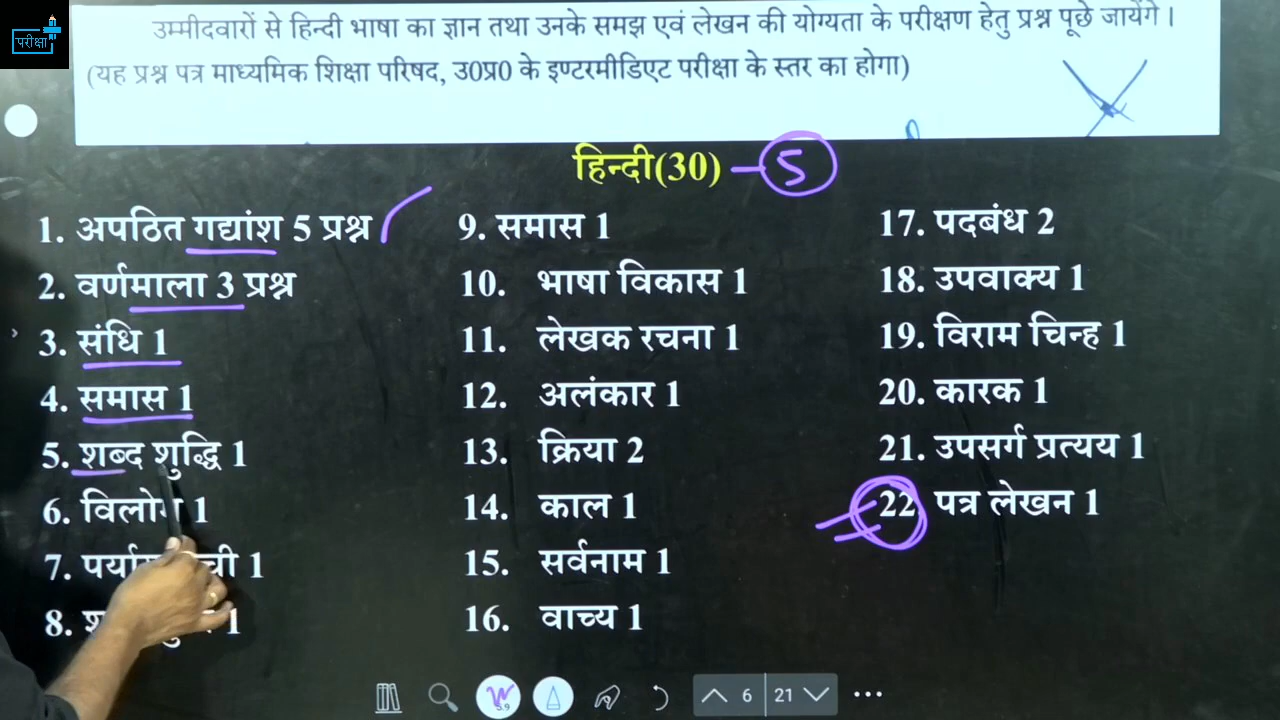 परीक्षा
उम्मीदवारों से हिन्दी भाषा का ज्ञान तथा उनके समझ एवं लेखन की योग्यता के परीक्षण हेतु प्रश्न पूछे जायेंगे।
(यह प्रश्न पत्र माध्यमिक शिक्षा परिषद, उ0प्र0 के इण्टरमीडिएट परीक्षा के स्तर का होगा)
हिन्दी(30) - 5
1. अपठित गद्यांश 5 प्रश्न
2. वर्णमाला 3 प्रश्न
3. संधि 1
4. समास 1
5. शब्द शुद्धि 1
6. विलोम 1
7. 1
8. 1
9. समास 1
10. भाषा विकास 1
11. लेखक रचना 1
12. अलंकार 1
13. क्रिया 2
14. काल 1
15. सर्वनाम 1
16. वाच्य 1
17. पदबंध 2
18. उपवाक्य 1
19. विराम चिन्ह 1
20. कारक 1
21. उपसर्ग प्रत्यय 1
22 पत्र लेखन 1
6 21